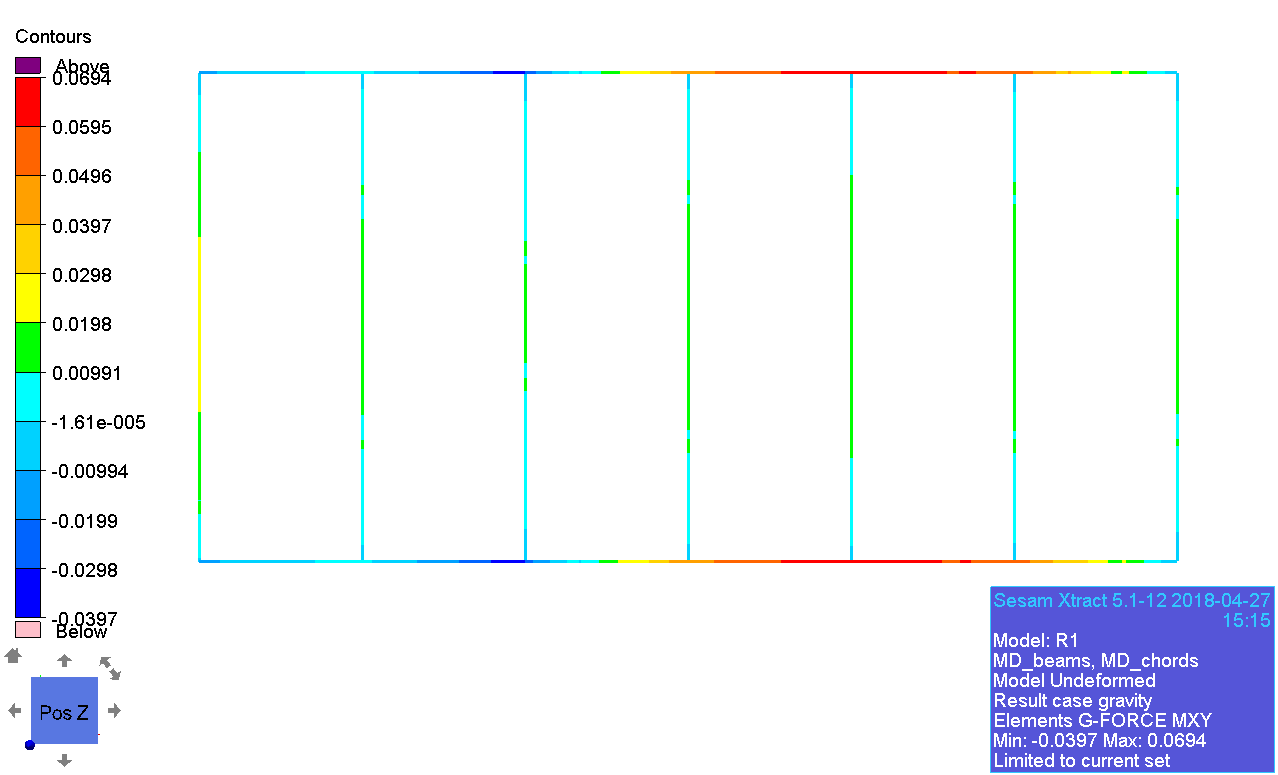 Contours
Above
0.0694
0.0595
0.0496
0.0397
0.0298
0.0198
0.00991
-1.61e-005
-0.00994
-0.0199
-0.0298
-0.0397
Below
Pos Z
Sesam Xtract 5.1-12 2018-04-27
15:15
Model: R1
MD_beams, MD_chords
Model Undeformed
Result case gravity
Elements G-FORCE MXY
Min: -0.0397 Max: 0.0694
Limited to current set